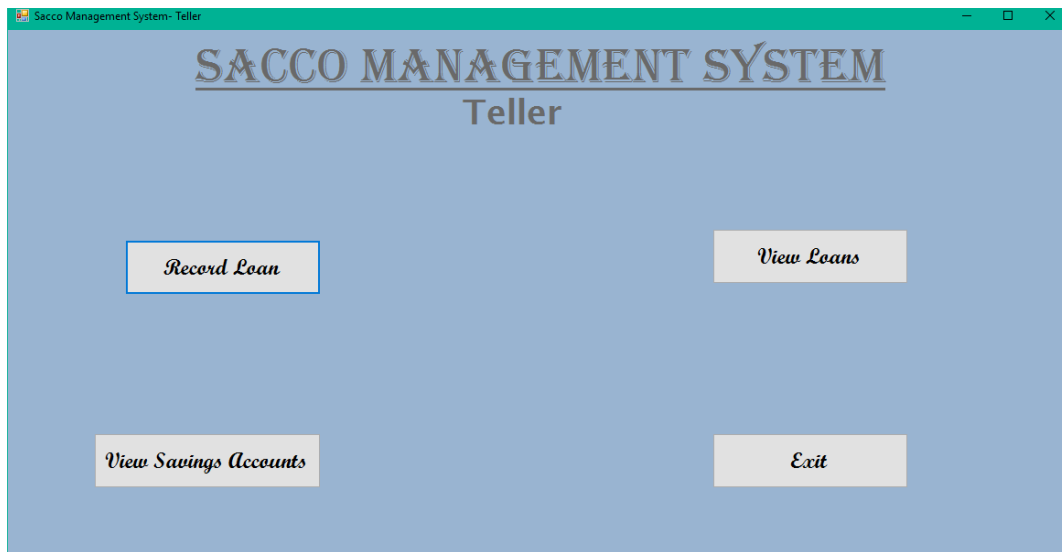 Sacco Management System- Teller
SACCO MANAGEMENT SYSTEM
Teller
Record Loan
View Loans
View Savings Accounts
Exit